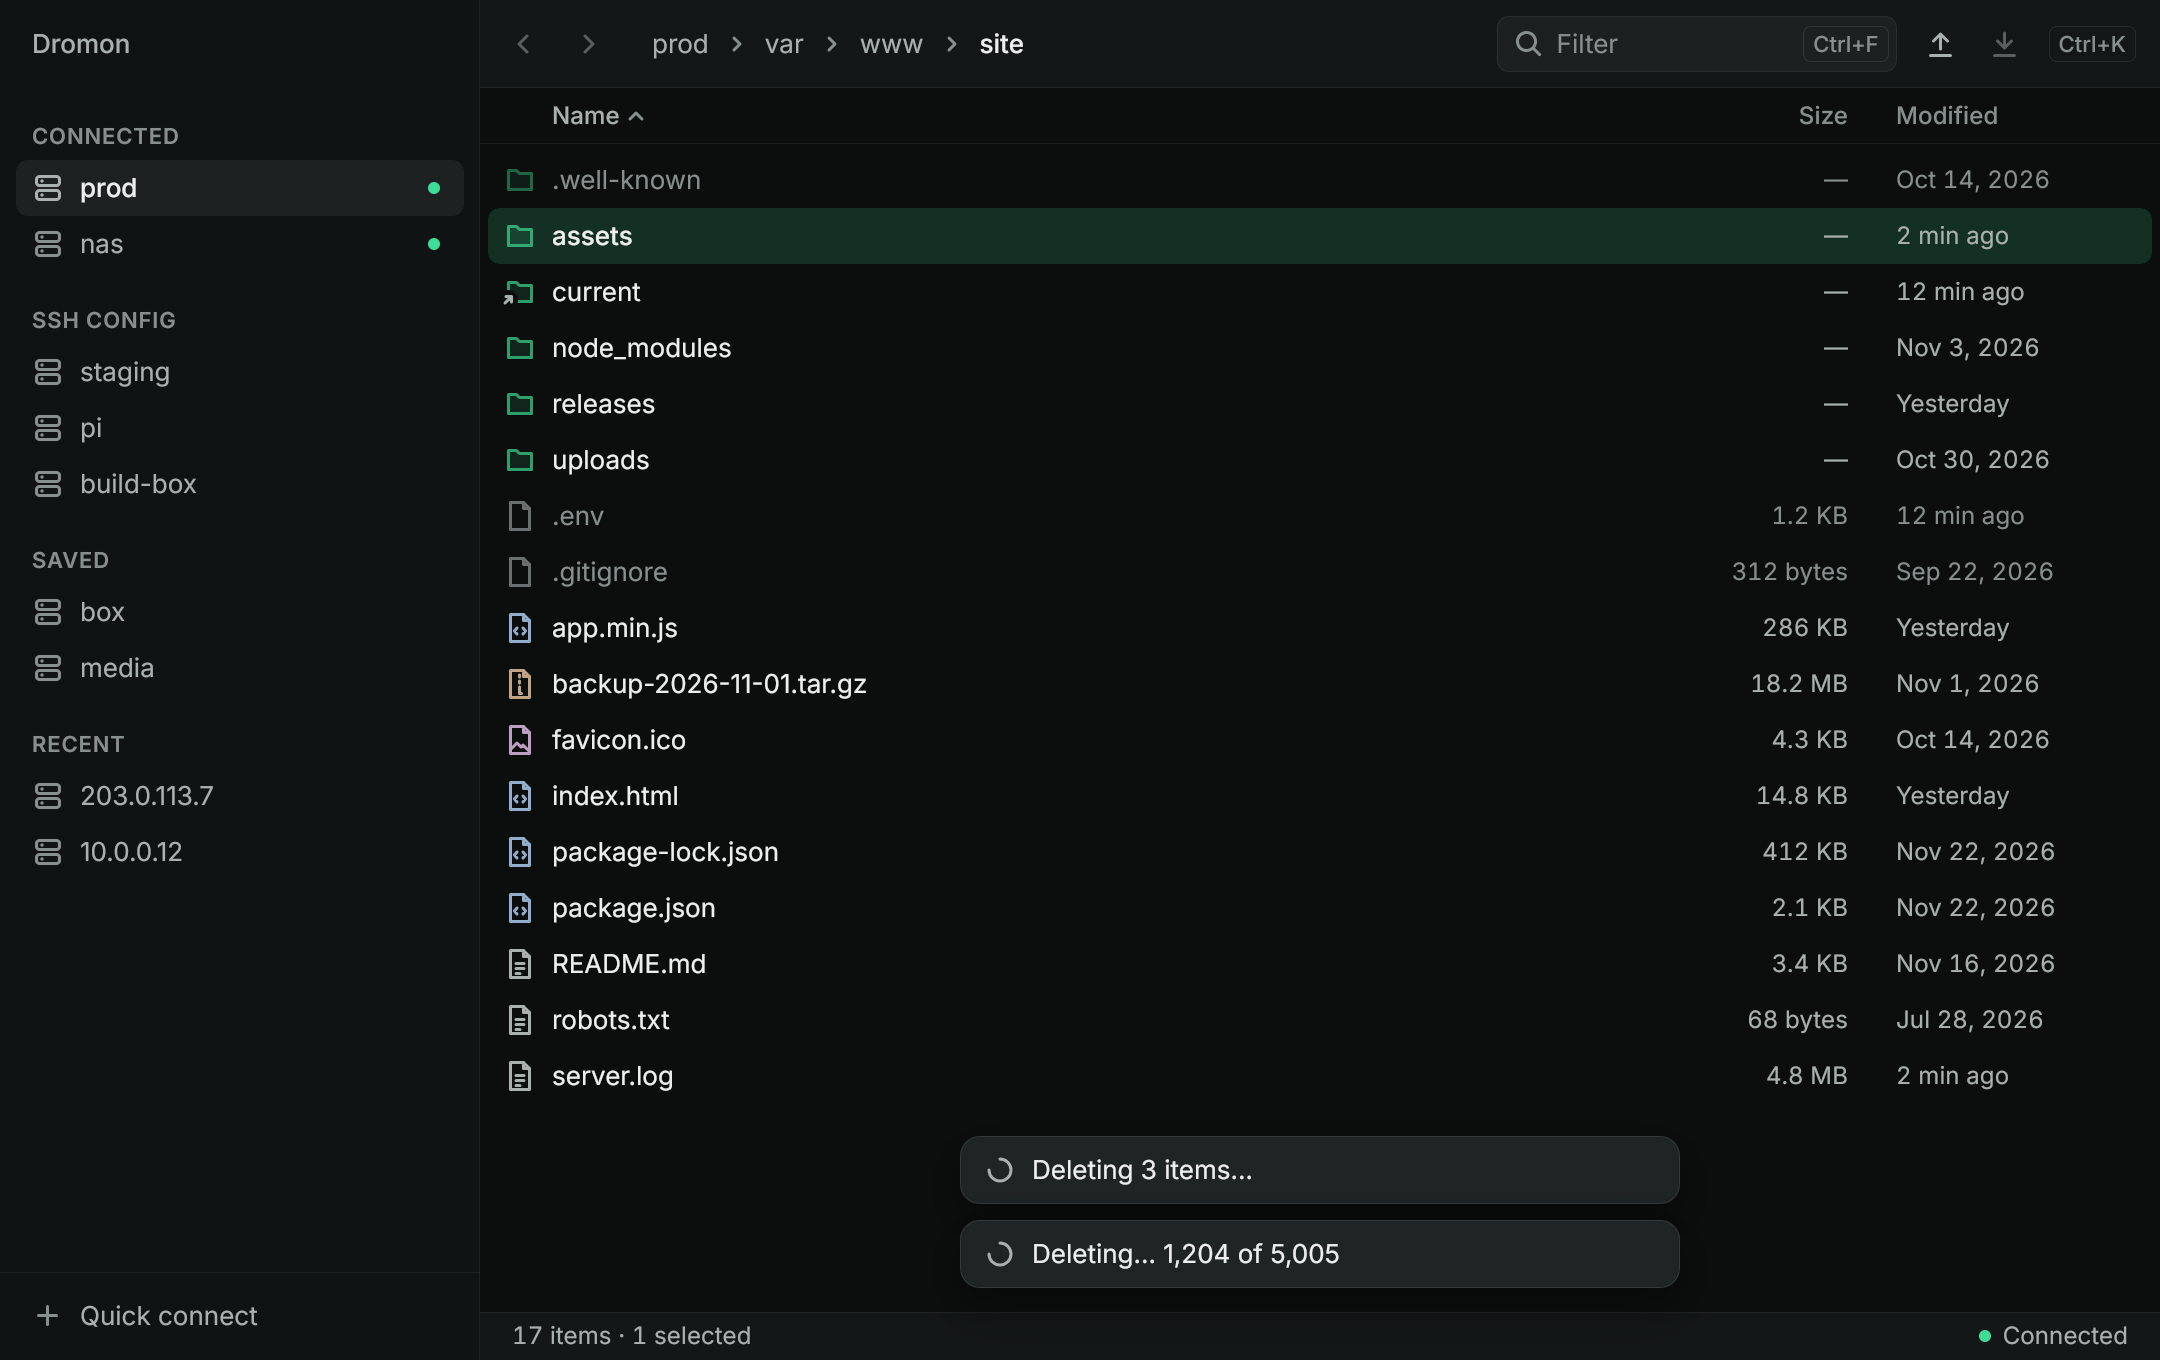 Dromon
CONNECTED
prod
nas
SSH CONFIG
staging
pi
build-box
SAVED
box
media
RECENT
203.0.113.7
10.0.0.12
Quick connect
prod var www site
Filter Ctrl+F Ctrl+K
Name Size Modified
.well-known — Oct 14, 2026
assets — 2 min ago
current — 12 min ago
node_modules — Nov 3, 2026
releases — Yesterday
uploads — Oct 30, 2026
.env 1.2 KB 12 min ago
.gitignore 312 bytes Sep 22, 2026
app.min.js 286 KB Yesterday
backup-2026-11-01.tar.gz 18.2 MB Nov 1, 2026
favicon.ico 4.3 KB Oct 14, 2026
index.html 14.8 KB Yesterday
package-lock.json 412 KB Nov 22, 2026
package.json 2.1 KB Nov 22, 2026
README.md 3.4 KB Nov 16, 2026
robots.txt 68 bytes Jul 28, 2026
server.log 4.8 MB 2 min ago
Deleting 3 items…
Deleting… 1,204 of 5,005
17 items · 1 selected Connected